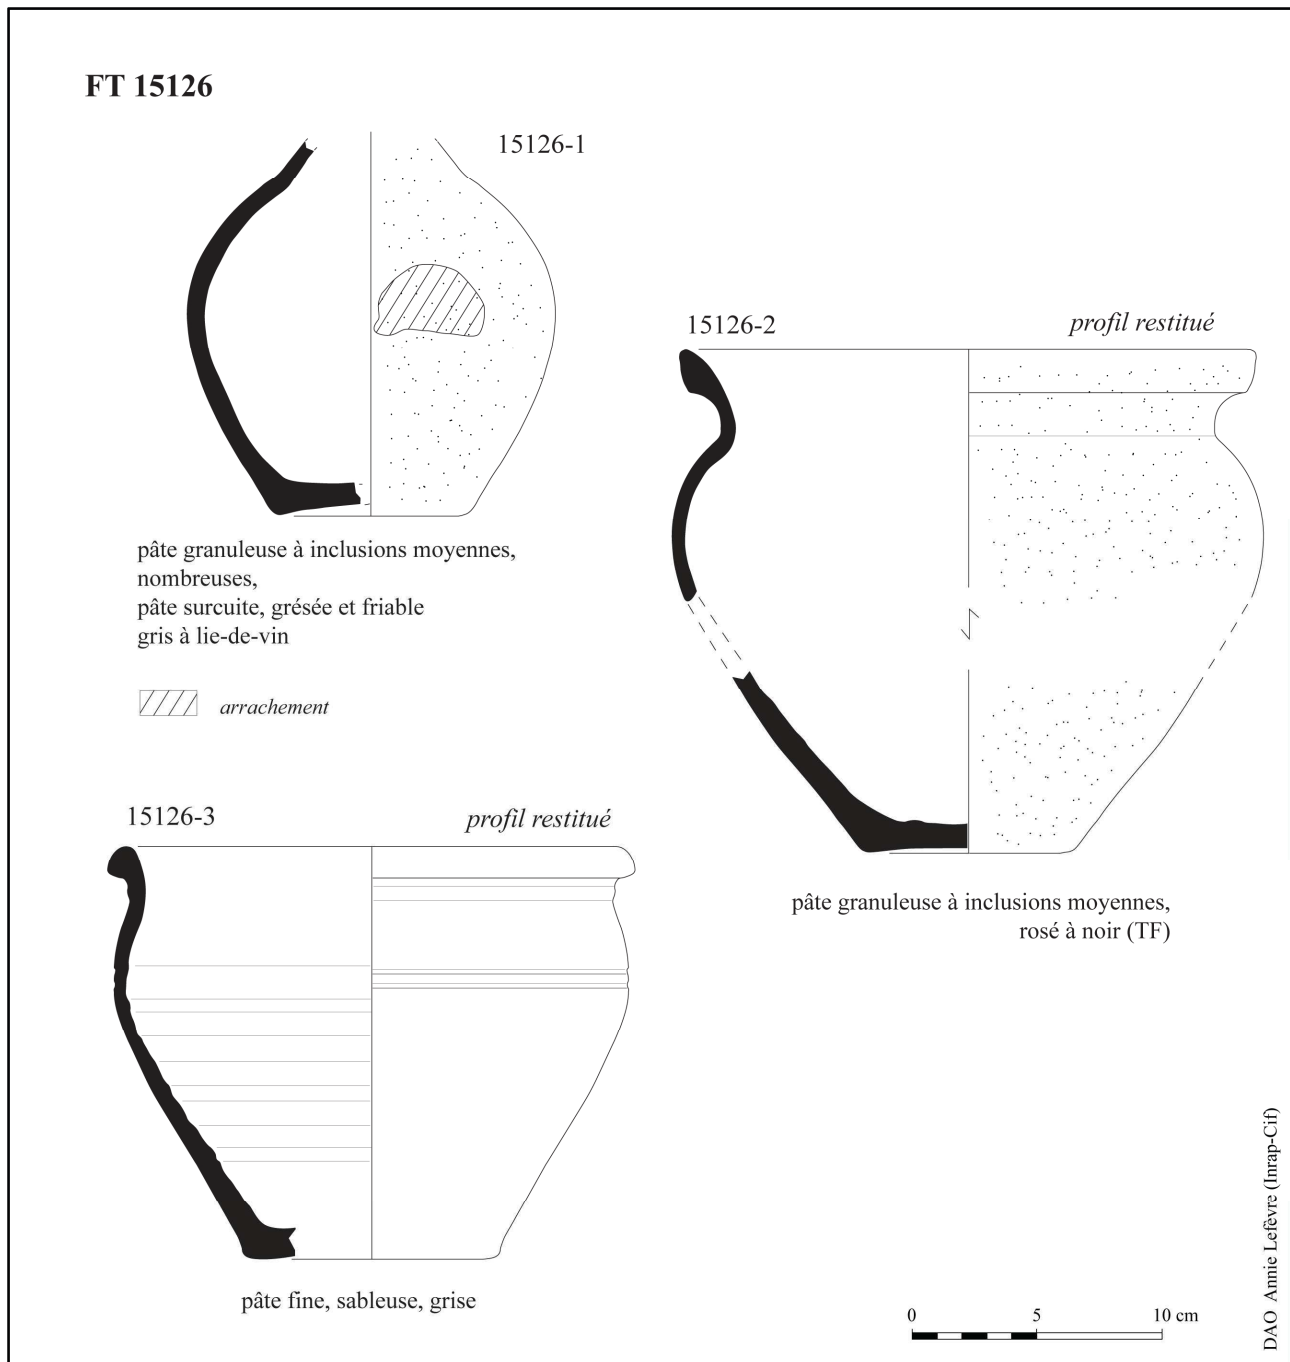 FT 15126
15126-1
pâte granuleuse à inclusions moyennes,
nombreuses,
pâte surcuite, grésée et friable
gris à lie-de-vin
arrachement
15126-2
profil restitué
pâte granuleuse à inclusions moyennes,
rosé à noir (TF)
15126-3
profil restitué
pâte fine, sableuse, grise
0 5 10 cm
DAO Annie Lefèvre (Inrap-Cif)